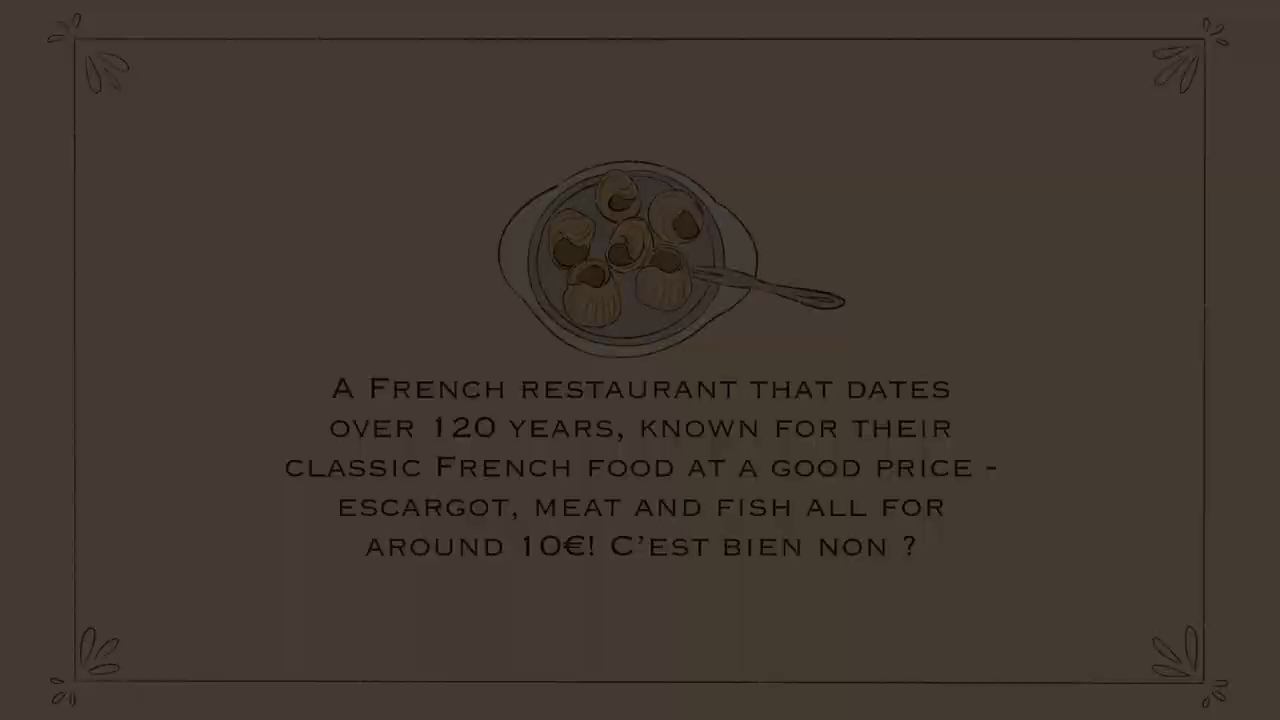 A French restaurant that dates
over 120 years, known for their
classic French food at a good price -
escargot, meat and fish all for
around 10€! C'est bien non ?